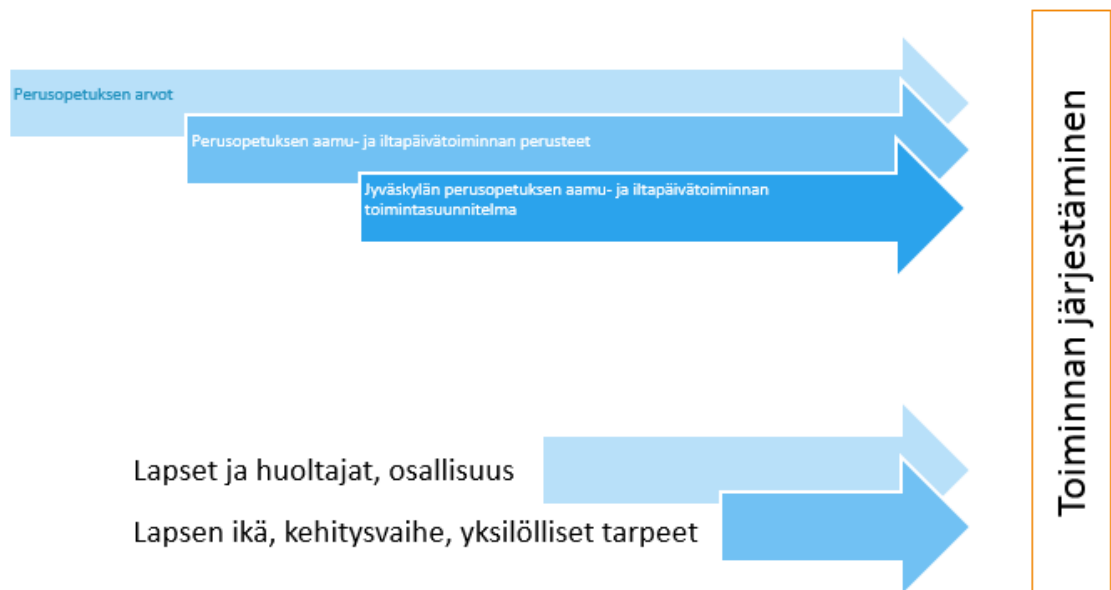 Perusopetuksen arvot
Perusopetuksen aamu- ja iltapäivätoiminnan perusteet
Jyväskylän perusopetuksen aamu- ja iltapäivätoiminnan
toimintasuunnitelma
Lapset ja huoltajat, osallisuus
Lapsen ikä, kehitysvaihe, yksilölliset tarpeet
Toiminnan järjestäminen